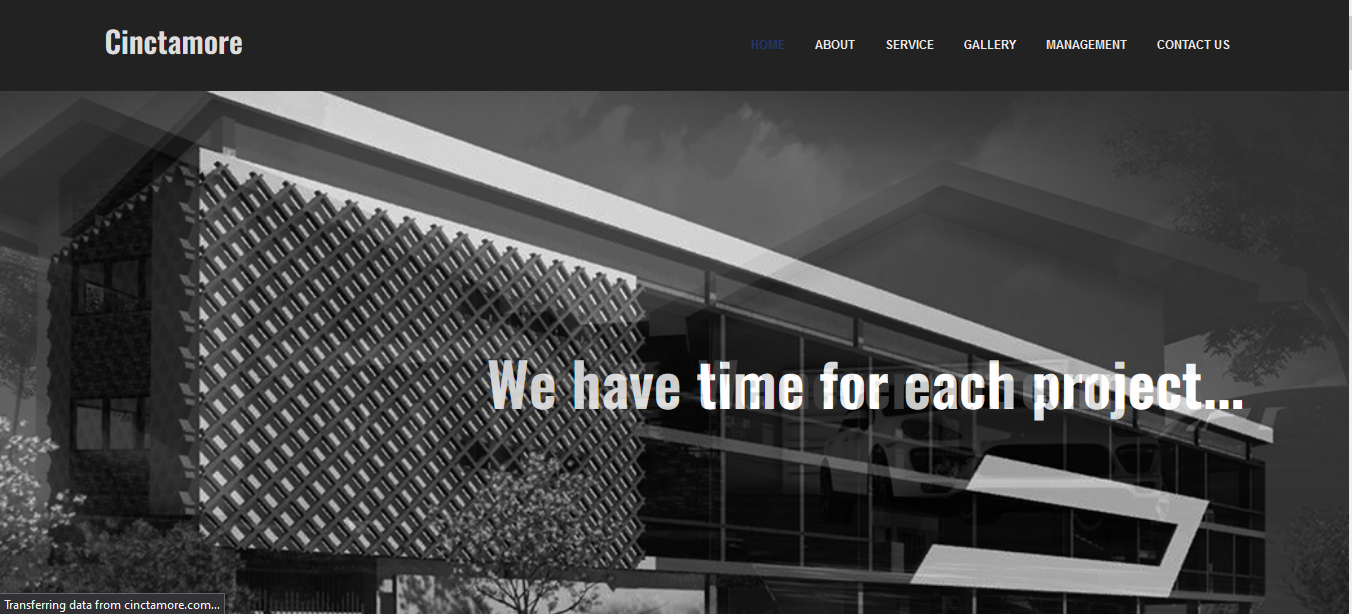 Cinctamore
HOME ABOUT SERVICE GALLERY MANAGEMENT CONTACT US
We have time for each project...
Transferring data from cinctamore.com...